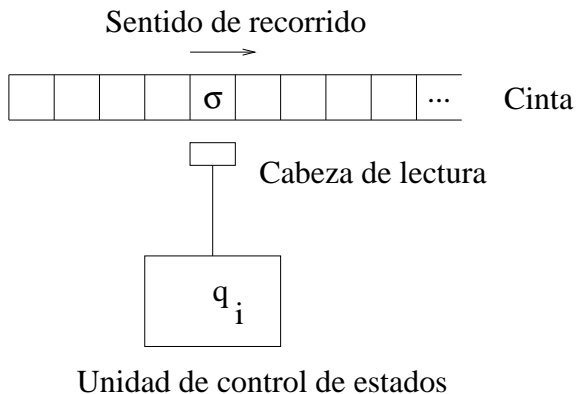 Sentido de recorrido
σ
...
Cinta
Cabeza de lectura
q i
Unidad de control de estados